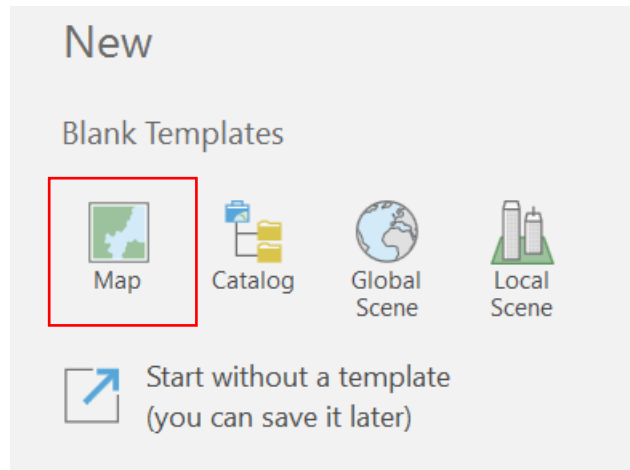 New
Blank Templates
Map
Catalog
Global
Scene
Local
Scene
Start without a template
(you can save it later)